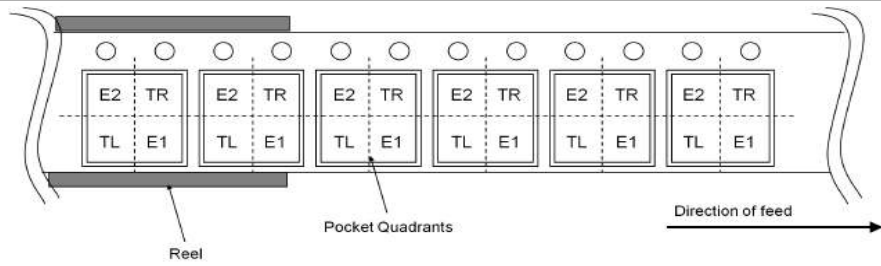 E2 TR E2 TR E2 TR E2 TR E2 TR E2 TR
TL E1 TL E1 TL E1 TL E1 TL E1 TL E1
Direction of feed
Pocket Quadrants
Reel